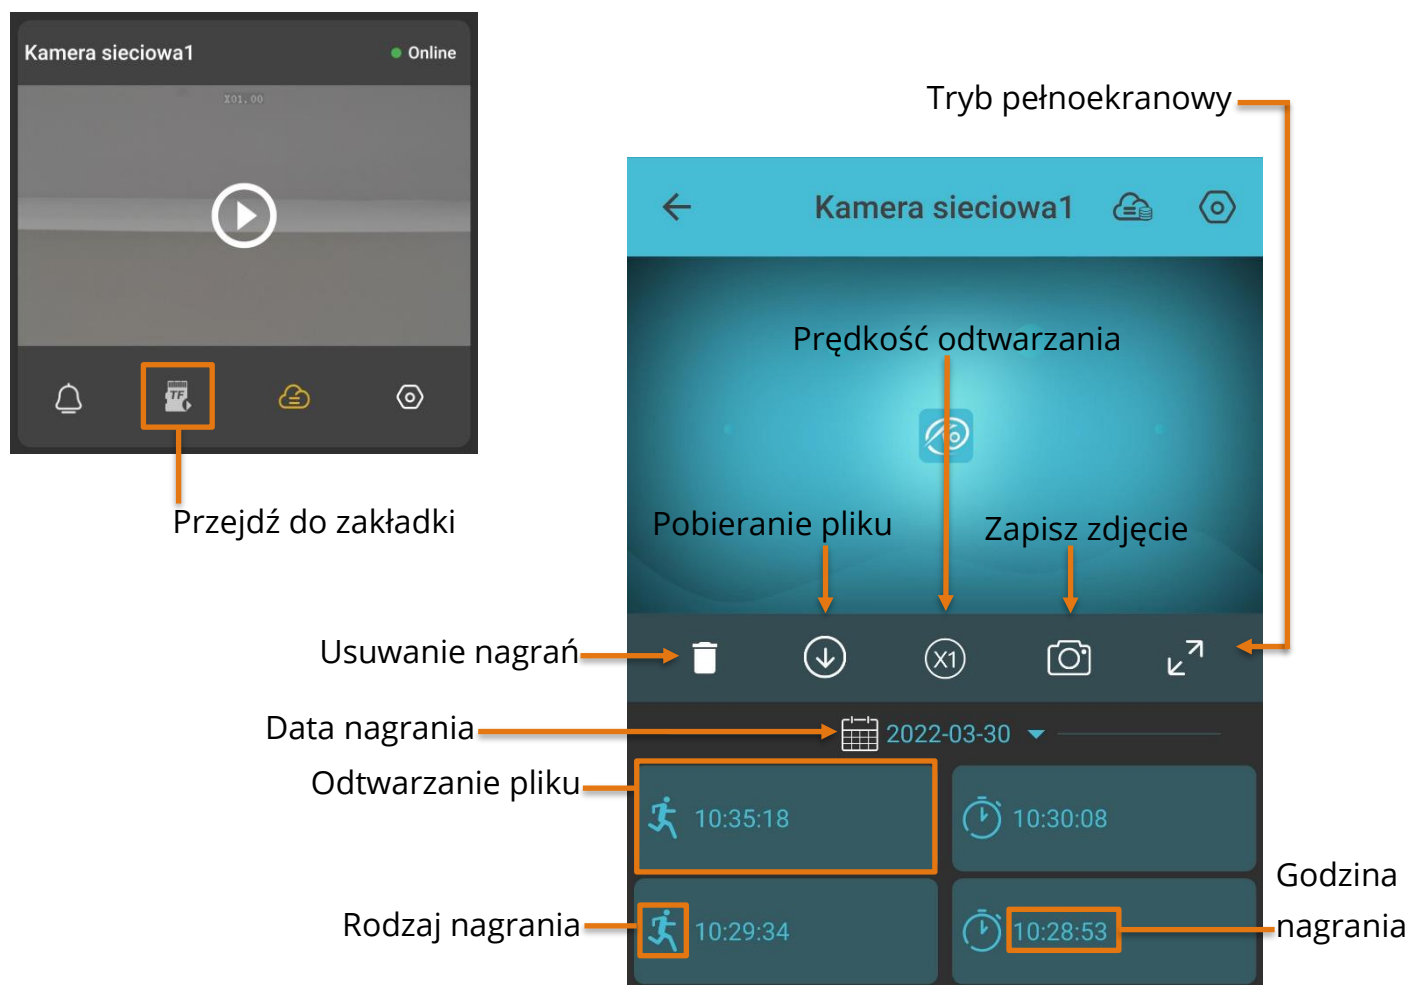 Kamera sieciowa1
Online
X01.00
TF
Przejdź do zakładki
Tryb pełnoekranowy
Kamera sieciowa1
Prędkość odtwarzania
Pobieranie pliku
Zapisz zdjęcie
Usuwanie nagrań
X1
Data nagrania
2022-03-30
Odtwarzanie pliku
10:35:18
10:30:08
Rodzaj nagrania
10:29:34
10:28:53
Godzina
nagrania